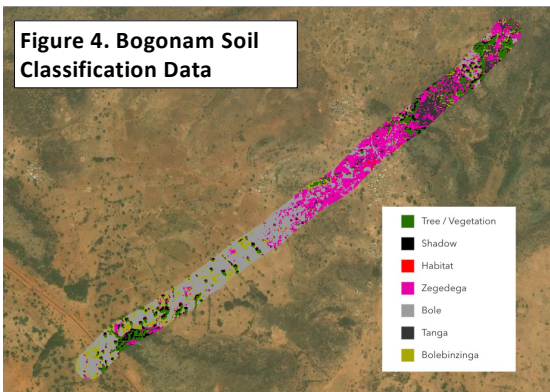 Figure 4. Bogonam Soil
Classification Data
Tree / Vegetation
Shadow
Habitat
Zegedega
Bole
Tanga
Bolebinzinga